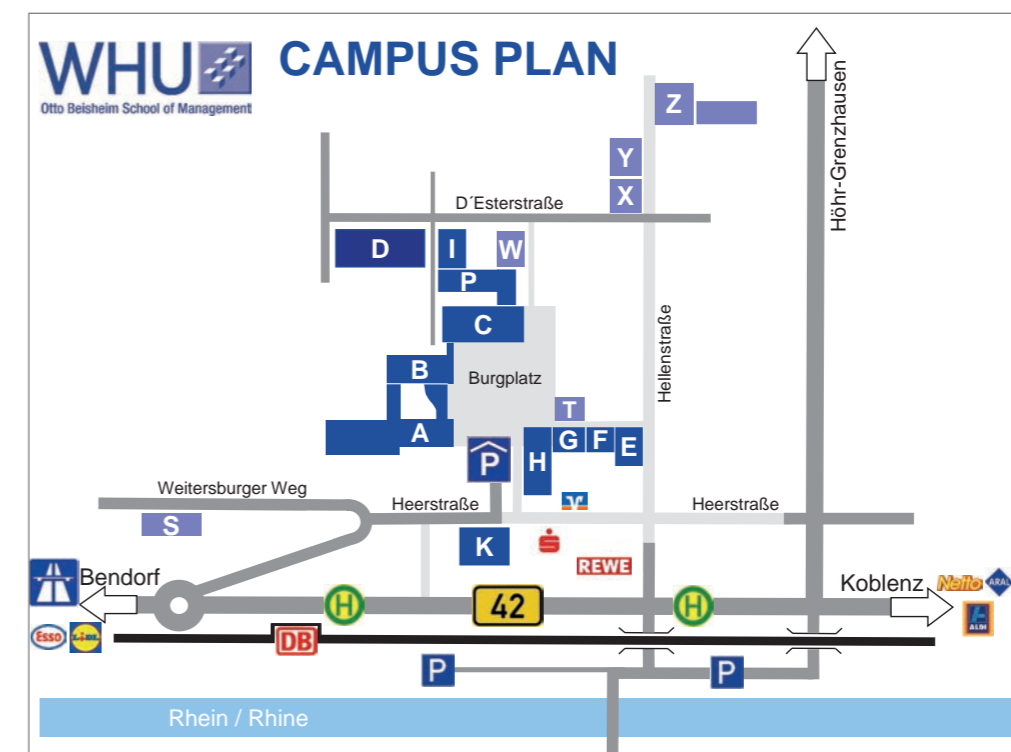 WHU
Otto Beisheim School of Management
CAMPUS PLAN
Höhr-Grenzhausen
Z
Y
X
D´Esterstraße
D
I
W
P
C
Hellenstraße
B
Burgplatz
T
A
G
F
E
H
P
Weitersburger Weg
Heerstraße
Heerstraße
S
K
S
REWE
Bendorf
Koblenz
Netto
ARAL
H
42
H
ALDI
Esso
LIDL
DB
P
P
Rhein / Rhine